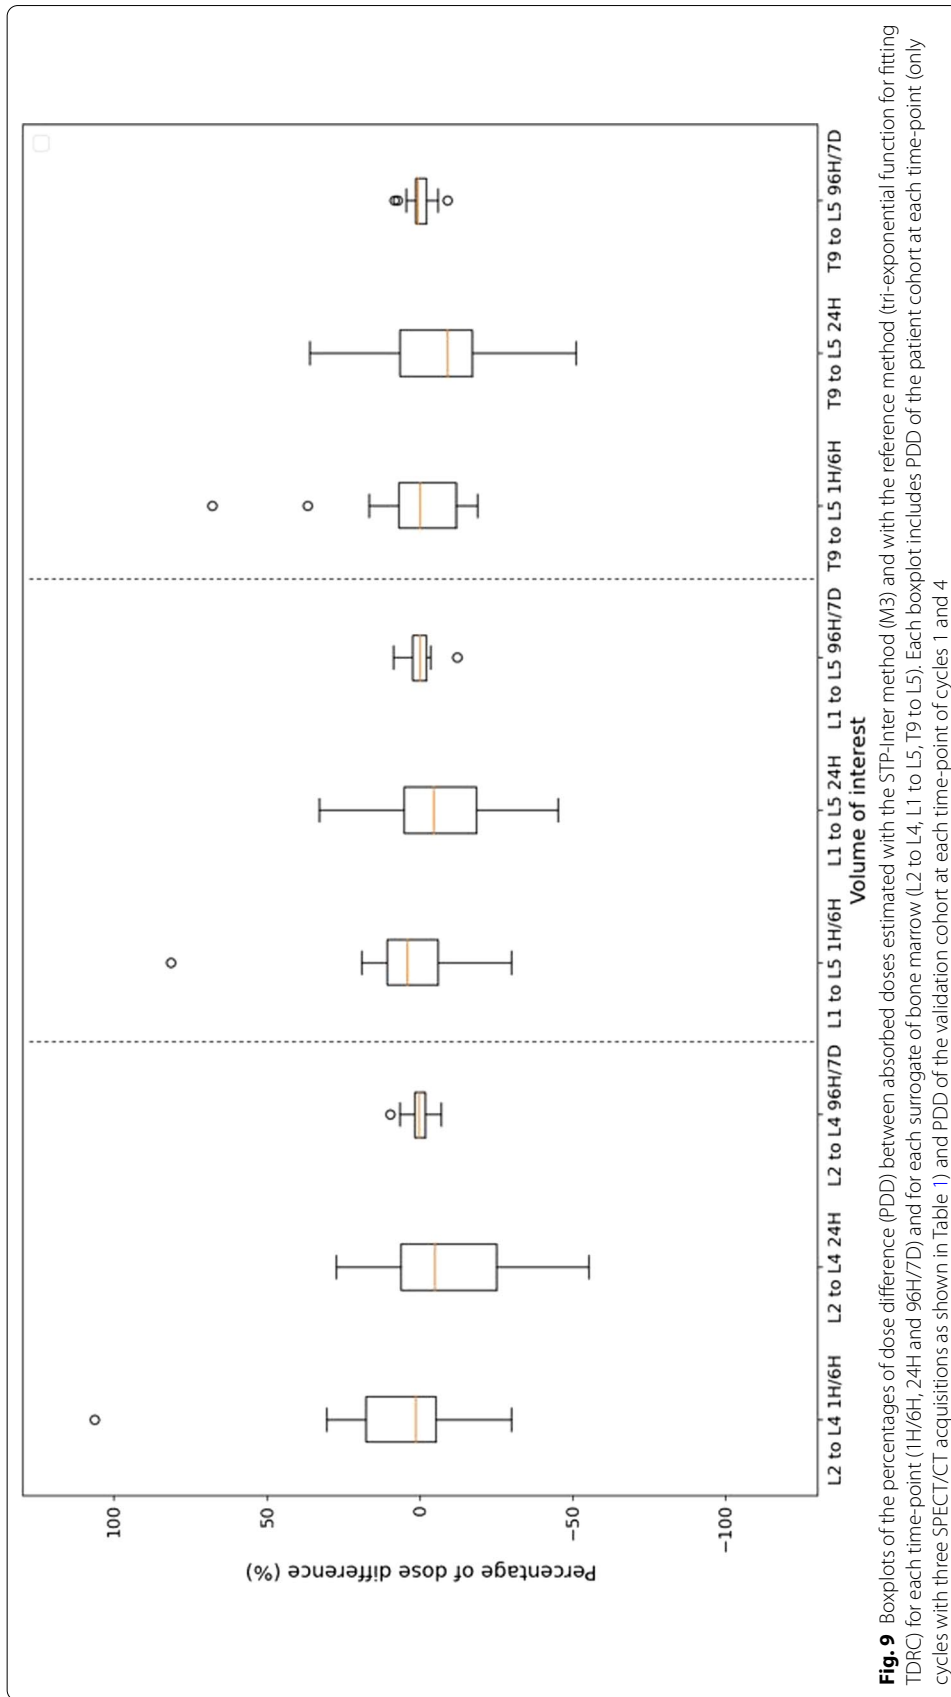 Percentage of dose difference (%)
100
50
0
−50
−100
L2 to L4 1H/6H
L2 to L4 24H
L2 to L4 96H/7D
L1 to L5 1H/6H
L1 to L5 24H
L1 to L5 96H/7D
T9 to L5 1H/6H
T9 to L5 24H
T9 to L5 96H/7D
Volume of interest
Fig. 9 Boxplots of the percentages of dose difference (PDD) between absorbed doses estimated with the STP-Inter method (M3) and with the reference method (tri-exponential function for fitting
TDRC) for each time-point (1H/6H, 24H and 96H/7D) and for each surrogate of bone marrow (L2 to L4, L1 to L5, T9 to L5). Each boxplot includes PDD of the patient cohort at each time-point (only
cycles with three SPECT/CT acquisitions as shown in Table 1) and PDD of the validation cohort at each time-point of cycles 1 and 4